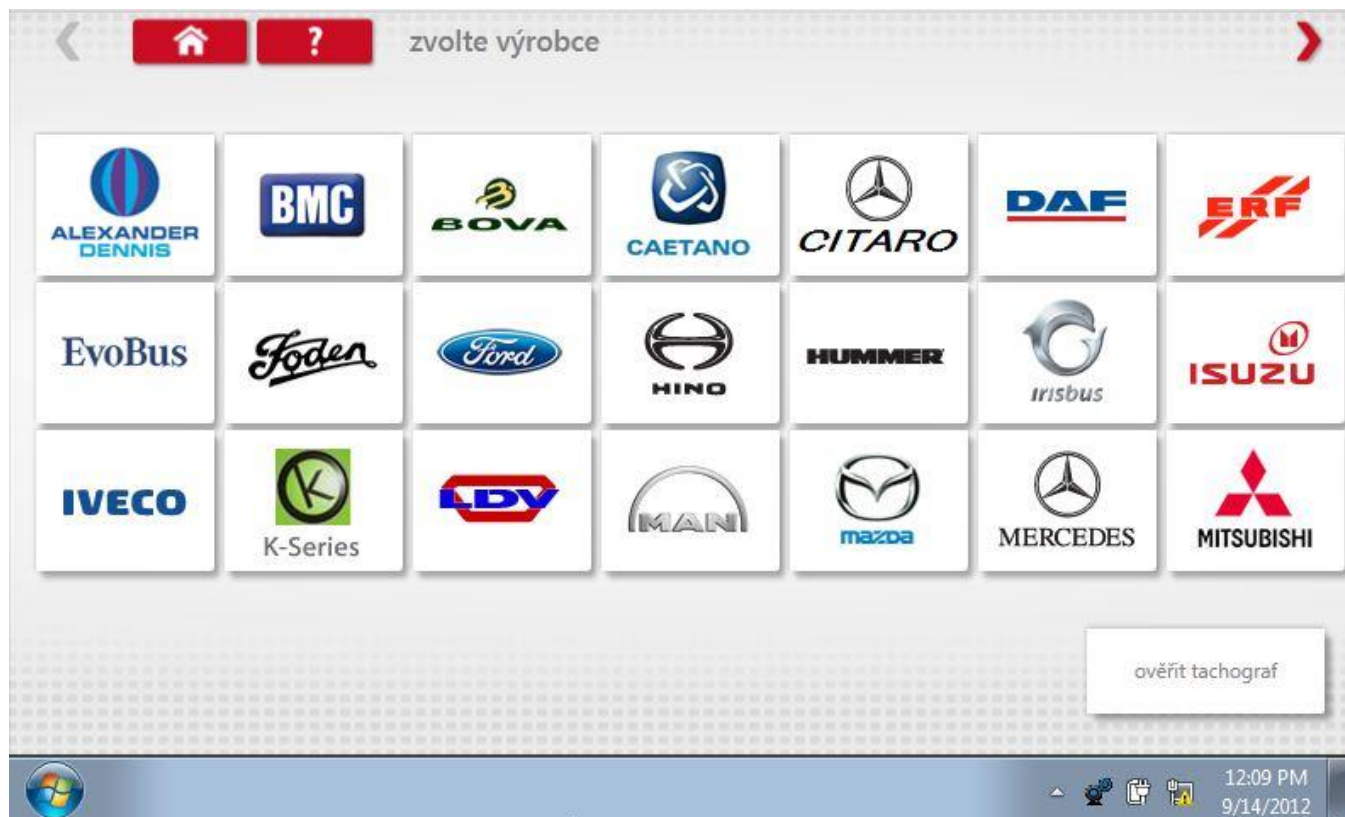 ?
zvolte výrobce
ALEXANDER
DENNIS
BMC
BOVA
CAETANO
CITARO
DAF
ERF
EvoBus
Foden
Ford
HINO
HUMMER
irisbus
ISUZU
IVECO
K
K-Series
LDV
MAN
mazda
MERCEDES
MITSUBISHI
ověřit tachograf
12:09 PM
9/14/2012